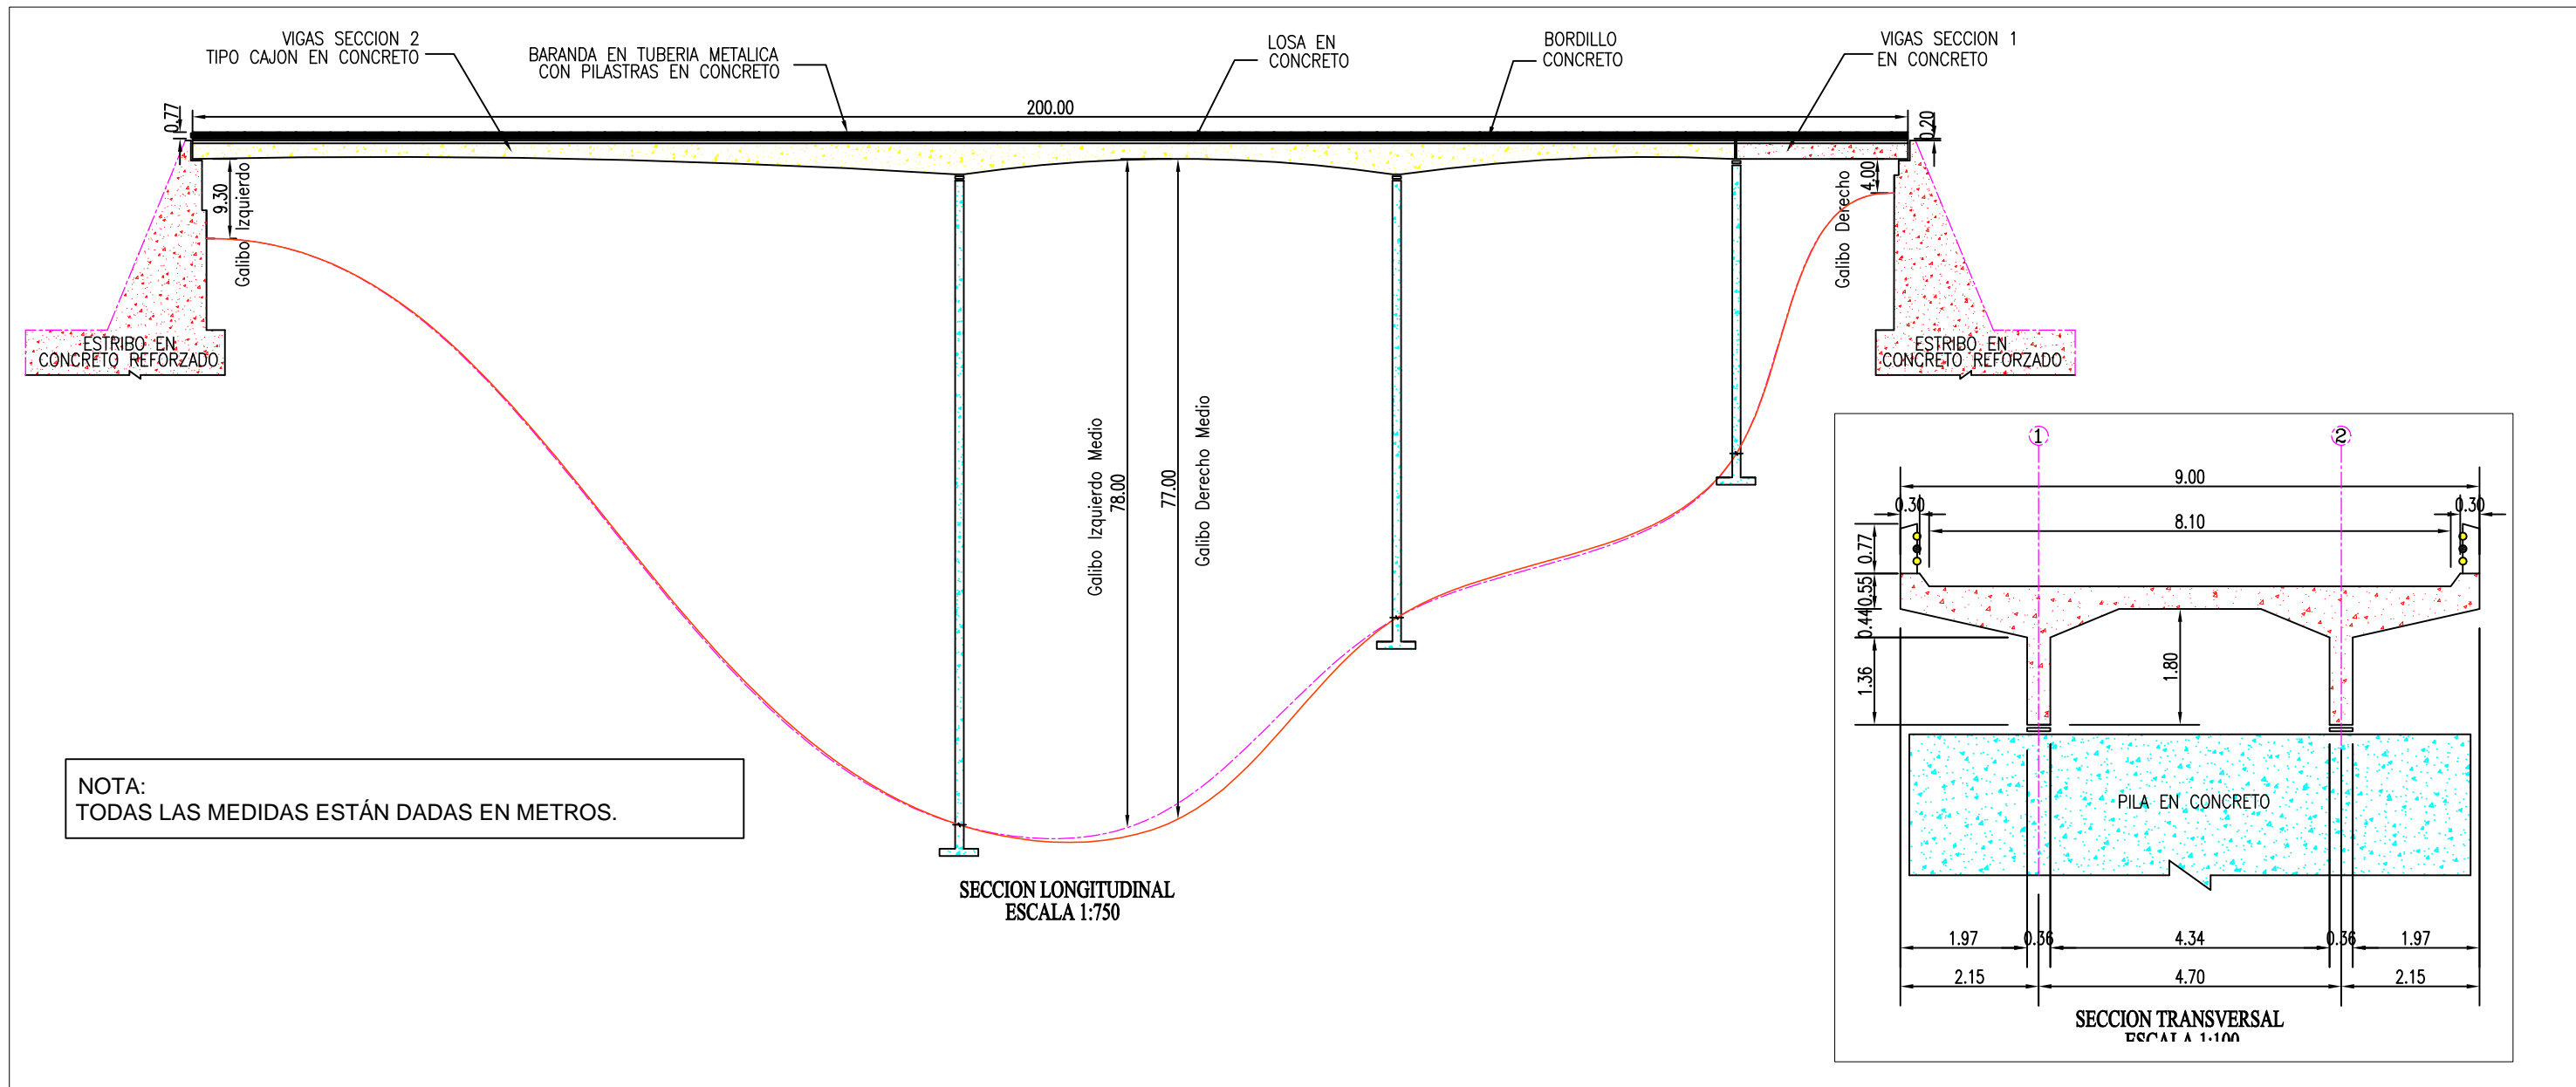 VIGAS SECCION 2
TIPO CAJON EN CONCRETO
BARANDA EN TUBERIA METALICA
CON PILASTRAS EN CONCRETO
LOSA EN
CONCRETO
BORDILLO
CONCRETO
VIGAS SECCION 1
EN CONCRETO
200.00
0.77
0.20
9.30
Galibo Izquierdo
4.00
Galibo Derecho
ESTRIBO EN
CONCRETO REFORZADO
ESTRIBO EN
CONCRETO REFORZADO
Galibo Izquierdo Medio
78.00
77.00
Galibo Derecho Medio
NOTA:
TODAS LAS MEDIDAS ESTÁN DADAS EN METROS.
SECCION LONGITUDINAL
ESCALA 1:750
1
2
9.00
0.30
0.30
8.10
0.77
0.55
0.44
1.36
1.80
PILA EN CONCRETO
1.97
0.36
4.34
0.36
1.97
2.15
4.70
2.15
SECCION TRANSVERSAL
ESCALA 1:100